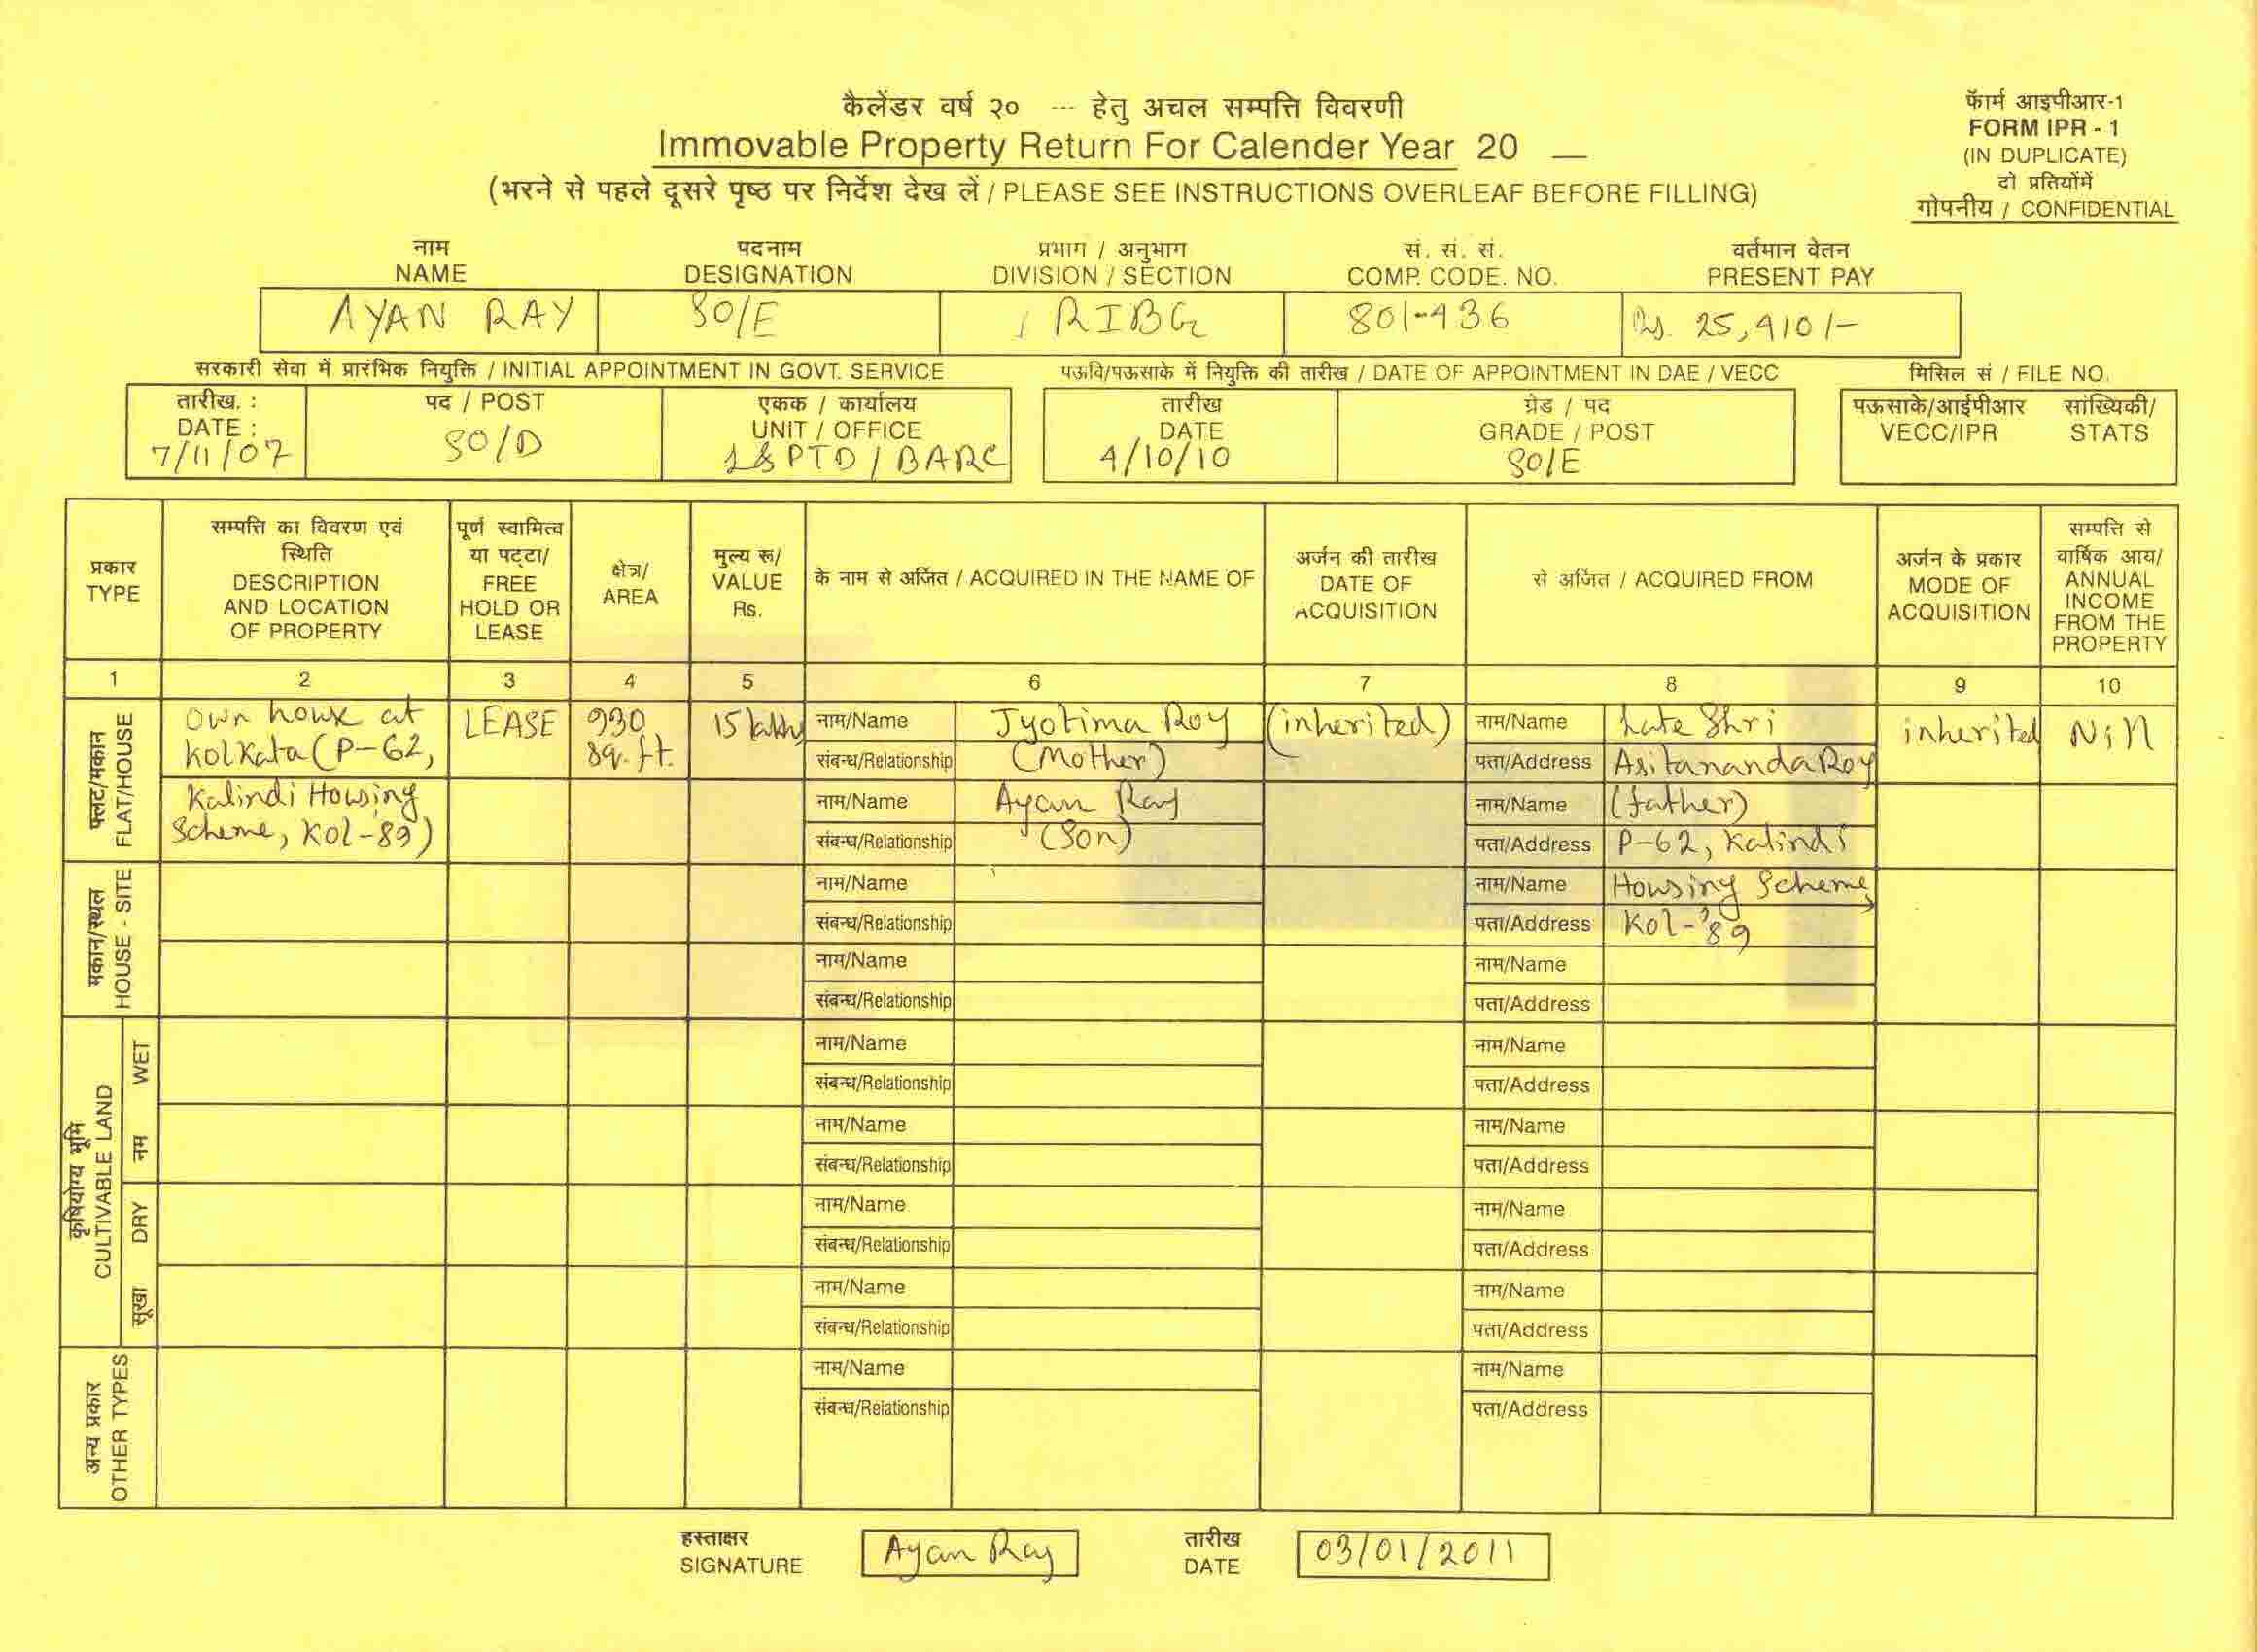 कैलेंडर वर्ष २० --- हेतु अचल सम्पत्ति विवरणी
Immovable Property Return For Calender Year 20 __
(भरने से पहले दूसरे पृष्ठ पर निर्देश देख लें / PLEASE SEE INSTRUCTIONS OVERLEAF BEFORE FILLING)
फॅार्म आइपीआर-1
FORM IPR - 1
(IN DUPLICATE)
दो प्रतियोंमें
गोपनीय / CONFIDENTIAL
नाम पदनाम प्रभाग / अनुभाग सं. सं. सं. वर्तमान वेतन
NAME DESIGNATION DIVISION / SECTION COMP. CODE. NO. PRESENT PAY
AYAN RAY SO/E RIBG 801-436 Rs. 25,910/-
सरकारी सेवा में प्रारंभिक नियुक्ति / INITIAL APPOINTMENT IN GOVT. SERVICE पऊवि/पऊसाके में नियुक्ति की तारीख / DATE OF APPOINTMENT IN DAE / VECC मिसिल सं / FILE NO.
तारीख. : पद / POST एकक / कार्यालय तारीख ग्रेड / पद पऊसाके/आईपीआर सांख्यिकी/
DATE : UNIT / OFFICE DATE GRADE / POST VECC/IPR STATS
7/11/07 SO/D L&PTD / BARC 4/10/10 SO/E
प्रकार
TYPE
सम्पत्ति का विवरण एवं
स्थिति
DESCRIPTION
AND LOCATION
OF PROPERTY
पूर्ण स्वामित्व
या पट्टा/
FREE
HOLD OR
LEASE
क्षेत्र/
AREA
मुल्य रू/
VALUE
Rs.
के नाम से अर्जित / ACQUIRED IN THE NAME OF
अर्जन की तारीख
DATE OF
ACQUISITION
से अर्जित / ACQUIRED FROM
अर्जन के प्रकार
MODE OF
ACQUISITION
सम्पत्ति से
वार्षिक आय/
ANNUAL
INCOME
FROM THE
PROPERTY
1 2 3 4 5 6 7 8 9 10
फ्लट/मकान
FLAT/HOUSE
own house at LEASE 930 15 lakhs नाम/Name Jyotima Roy (inherited) नाम/Name Late Shri inherited Nill
Kolkata (P-62, sq. ft. संबन्ध/Relationship (Mother) पता/Address Asitananda Roy
Kalindi Housing नाम/Name Ayan Ray नाम/Name (father)
Scheme, Kol-89) संबन्ध/Relationship (Son) पता/Address P-62, Kalindi
मकान/स्थल
HOUSE - SITE
नाम/Name नाम/Name Housing Scheme,
संबन्ध/Relationship पता/Address Kol-89
नाम/Name नाम/Name
संबन्ध/Relationship पता/Address
कृषियोग्य भूमि
CULTIVABLE LAND
नम WET
नाम/Name नाम/Name
संबन्ध/Relationship पता/Address
नाम/Name नाम/Name
संबन्ध/Relationship पता/Address
सूखा DRY
नाम/Name नाम/Name
संबन्ध/Relationship पता/Address
नाम/Name नाम/Name
संबन्ध/Relationship पता/Address
अन्य प्रकार
OTHER TYPES
नाम/Name नाम/Name
संबन्ध/Relationship पता/Address
हस्ताक्षर तारीख
SIGNATURE Ayan Ray DATE 03/01/2011